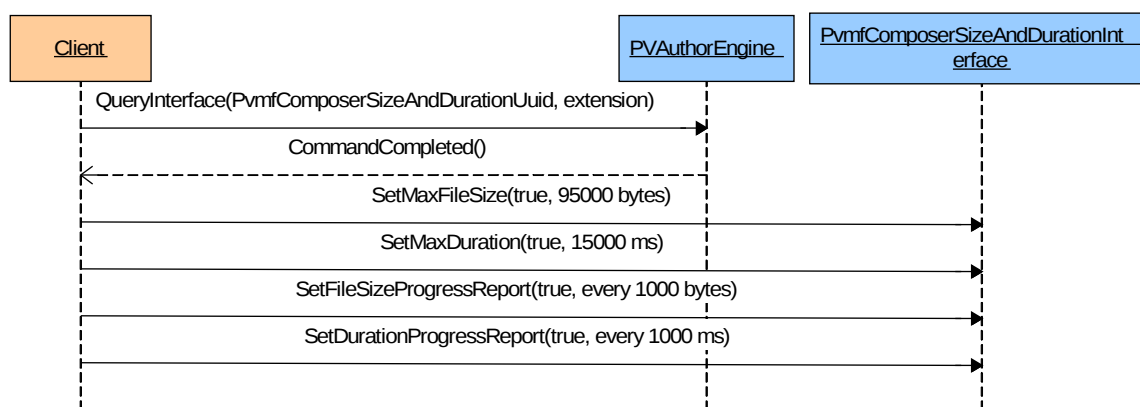 Client
PVAuthorEngine
PvmfComposerSizeAndDurationInt
erface
QueryInterface(PvmfComposerSizeAndDurationUuid, extension)
CommandCompleted()
SetMaxFileSize(true, 95000 bytes)
SetMaxDuration(true, 15000 ms)
SetFileSizeProgressReport(true, every 1000 bytes)
SetDurationProgressReport(true, every 1000 ms)